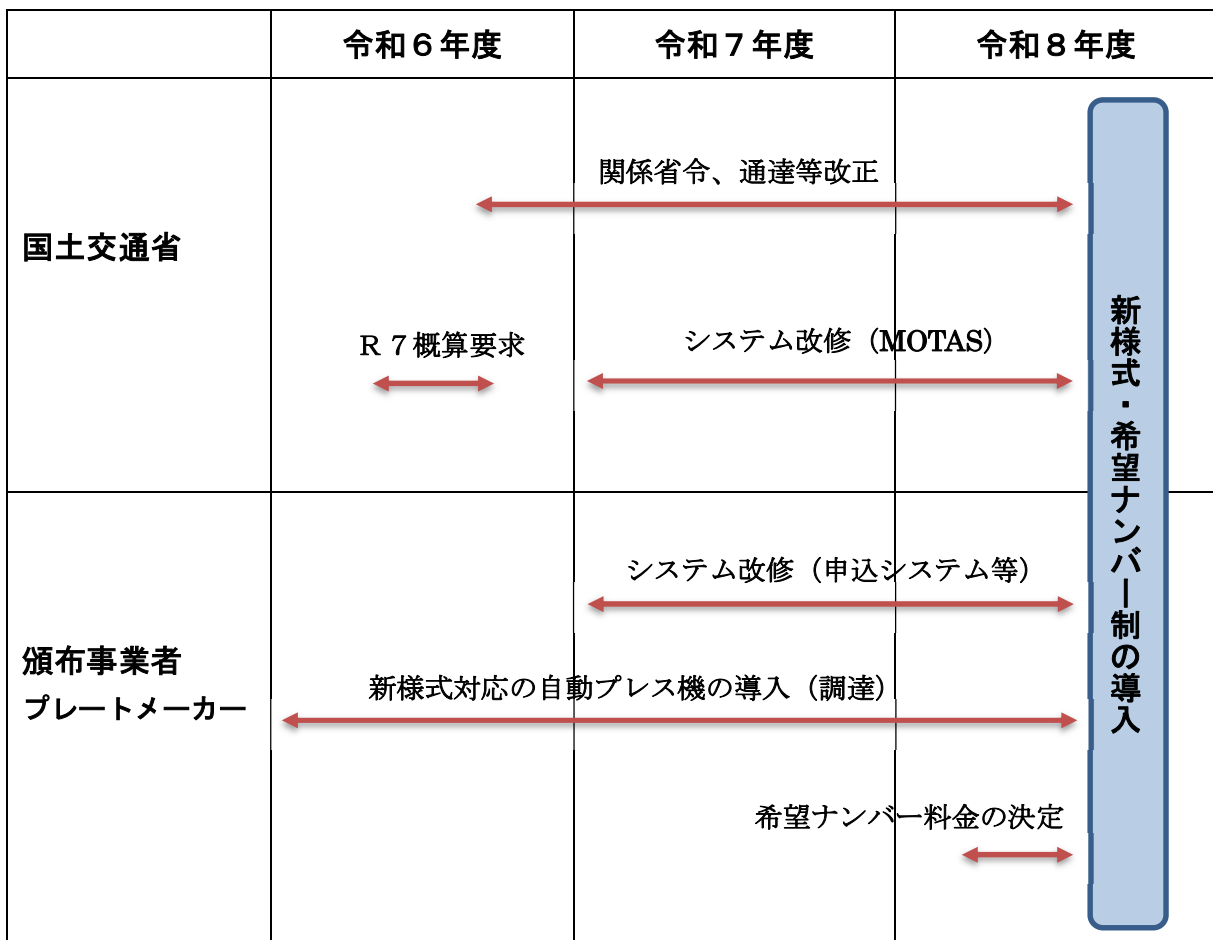 令和６年度
令和７年度
令和８年度
国土交通省
関係省令、通達等改正
Ｒ７概算要求
システム改修（MOTAS）
頒布事業者
プレートメーカー
システム改修（申込システム等）
新様式対応の自動プレス機の導入（調達）
希望ナンバー料金の決定
新様式・希望ナンバー制の導入